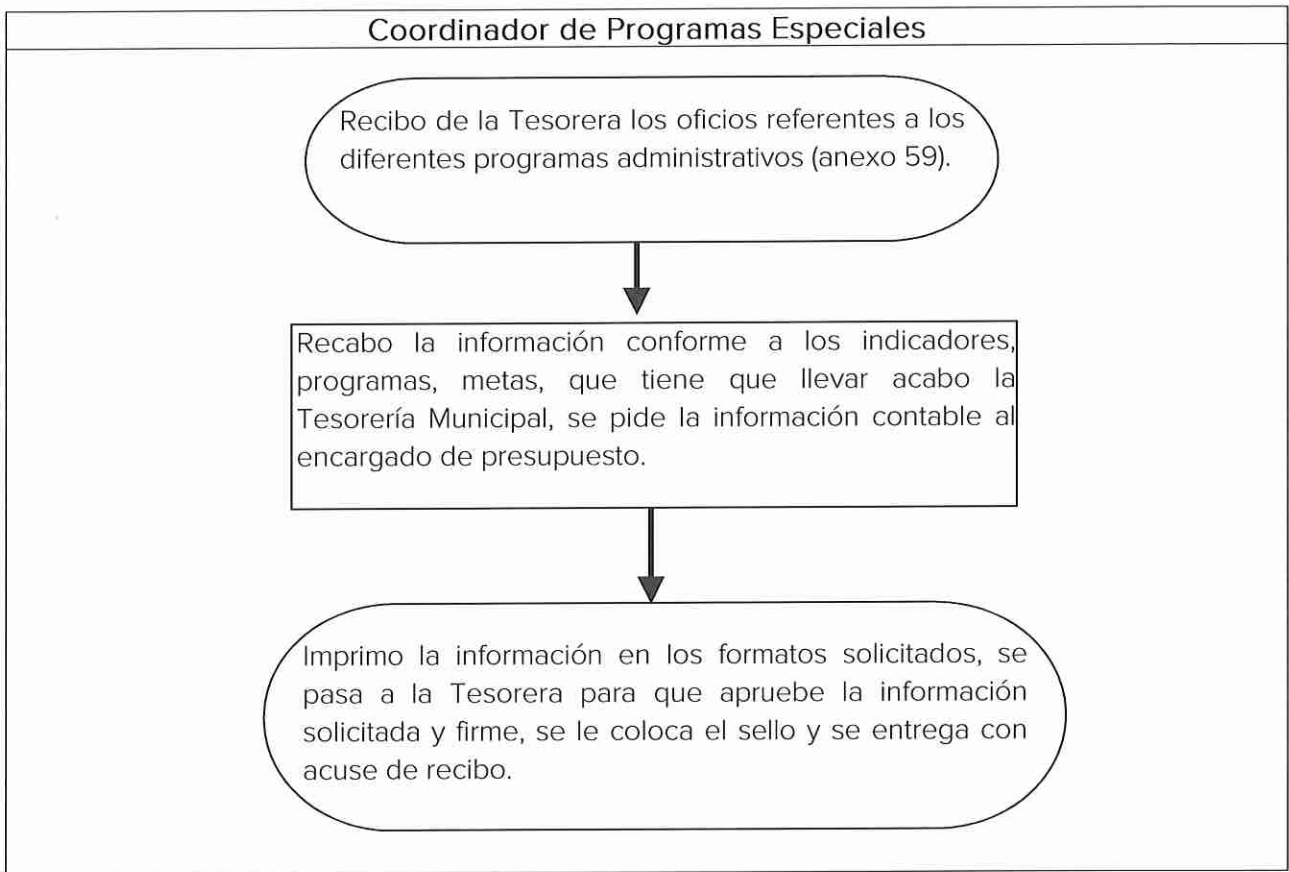 Coordinador de Programas Especiales
Recibo de la Tesorera los oficios referentes a los
diferentes programas administrativos (anexo 59).
Recabo la información conforme a los indicadores,
programas, metas, que tiene que llevar acabo la
Tesorería Municipal, se pide la información contable al
encargado de presupuesto.
Imprimo la información en los formatos solicitados, se
pasa a la Tesorera para que apruebe la información
solicitada y firme, se le coloca el sello y se entrega con
acuse de recibo.